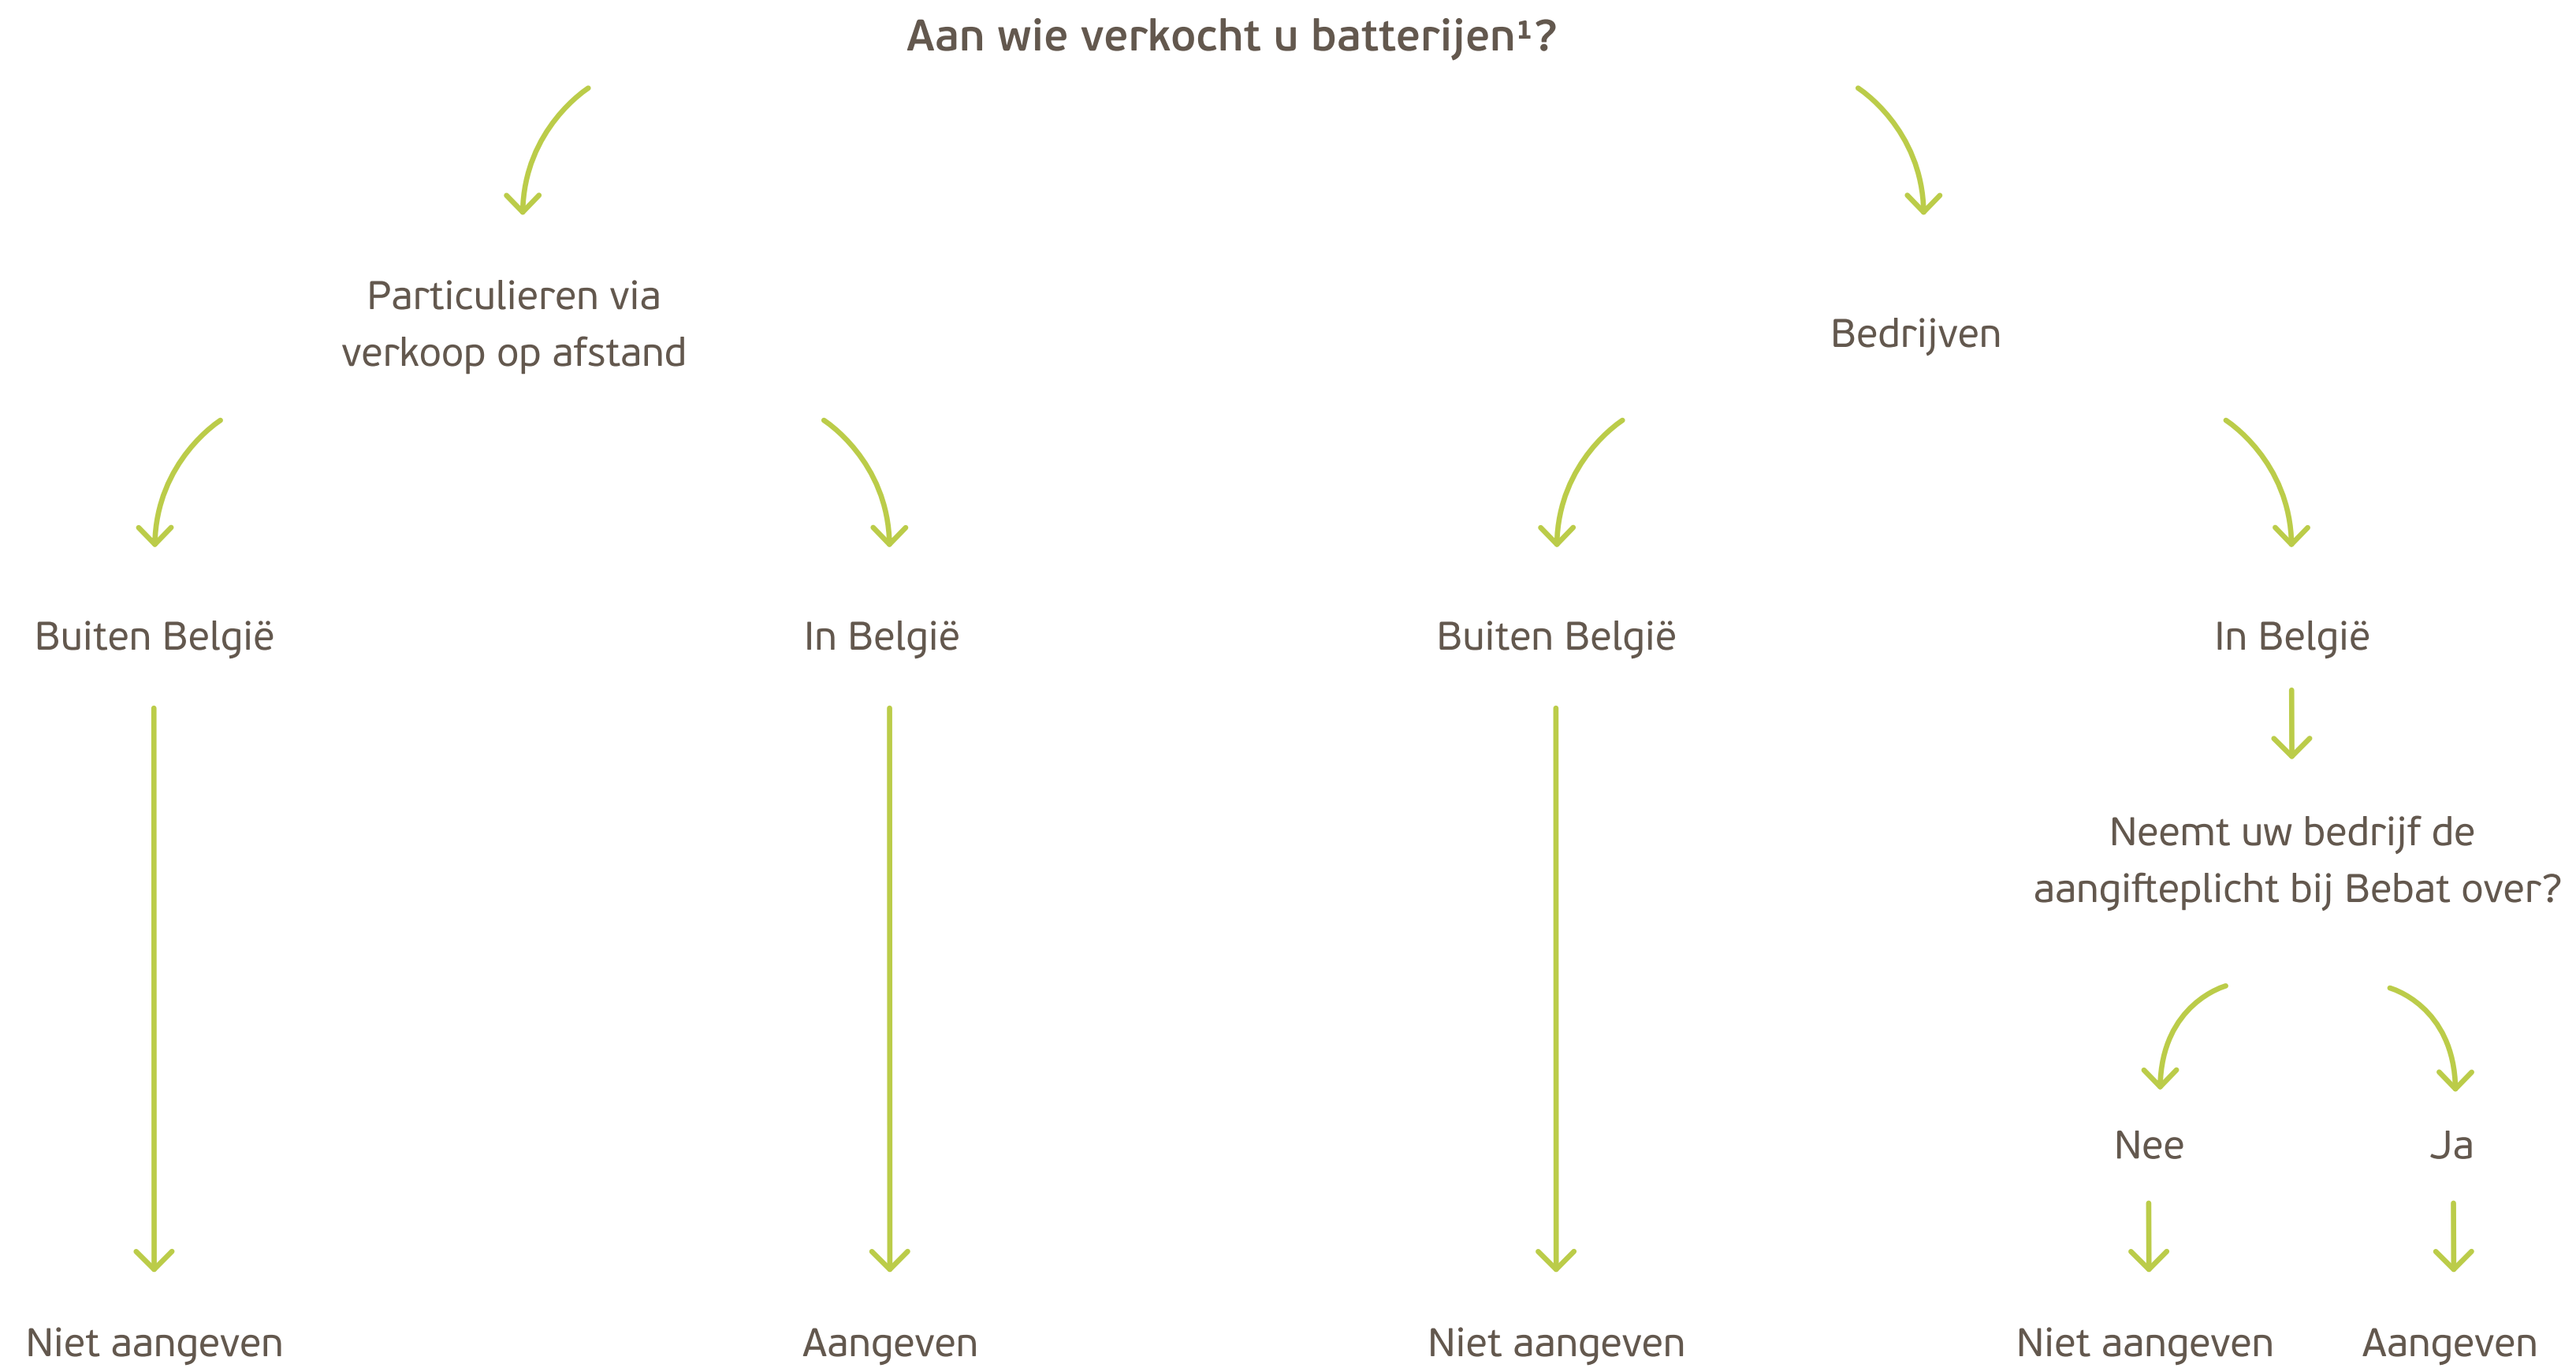 Aan wie verkocht u batterijen¹?
Particulieren via
verkoop op afstand
Bedrijven
Buiten België
In België
Buiten België
In België
Neemt uw bedrijf de
aangifteplicht bij Bebat over?
Nee
Ja
Niet aangeven
Aangeven
Niet aangeven
Niet aangeven
Aangeven